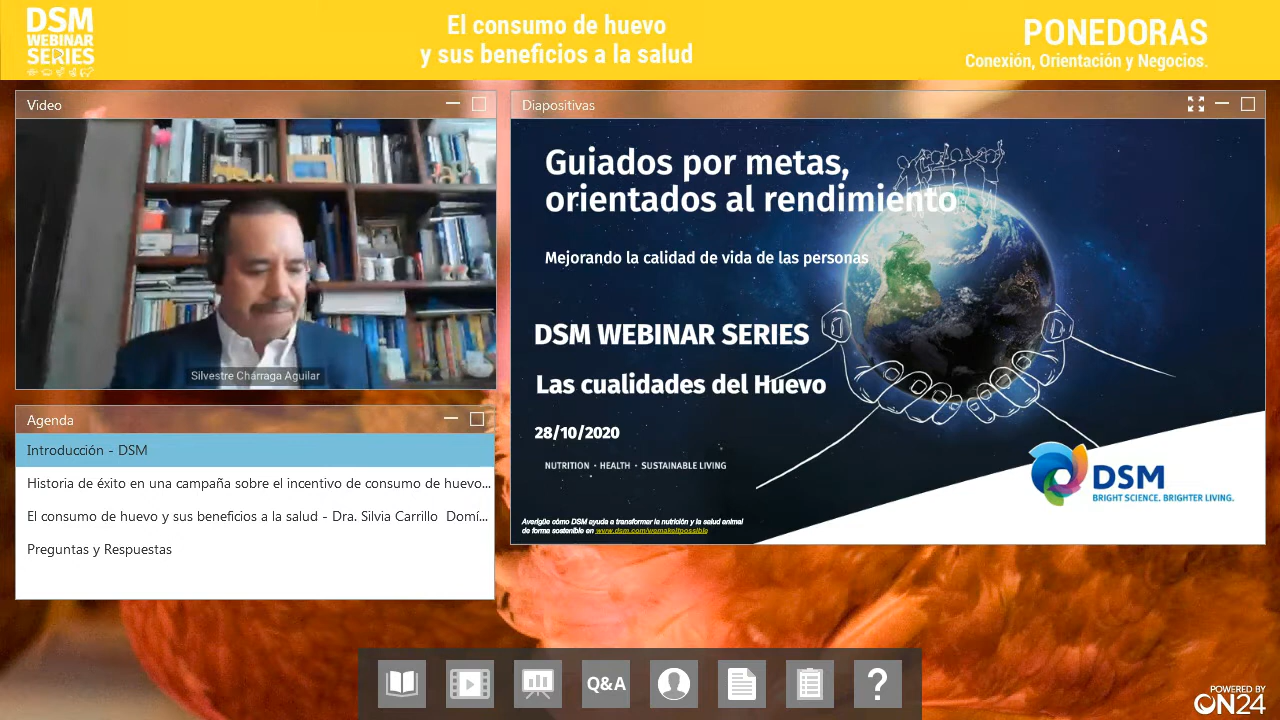 DSM
WEBINAR
SERIES
El consumo de huevo
y sus beneficios a la salud
PONEDORAS
Conexión, Orientación y Negocios.
Video
Silvestre Chárraga Aguilar
Agenda
Introducción - DSM
Historia de éxito en una campaña sobre el incentivo de consumo de huevo...
El consumo de huevo y sus beneficios a la salud - Dra. Silvia Carrillo Domi...
Preguntas y Respuestas
Diapositivas
Guiados por metas,
orientados al rendimiento
Mejorando la calidad de vida de las personas
DSM WEBINAR SERIES
Las cualidades del Huevo
28/10/2020
NUTRITION · HEALTH · SUSTAINABLE LIVING
Averigüe cómo DSM ayuda a transformar la nutrición y la salud animal
de forma sostenible en www.dsm.com/wemakeitpossible
DSM
BRIGHT SCIENCE. BRIGHTER LIVING.
Q&A
?
POWERED BY
ON24